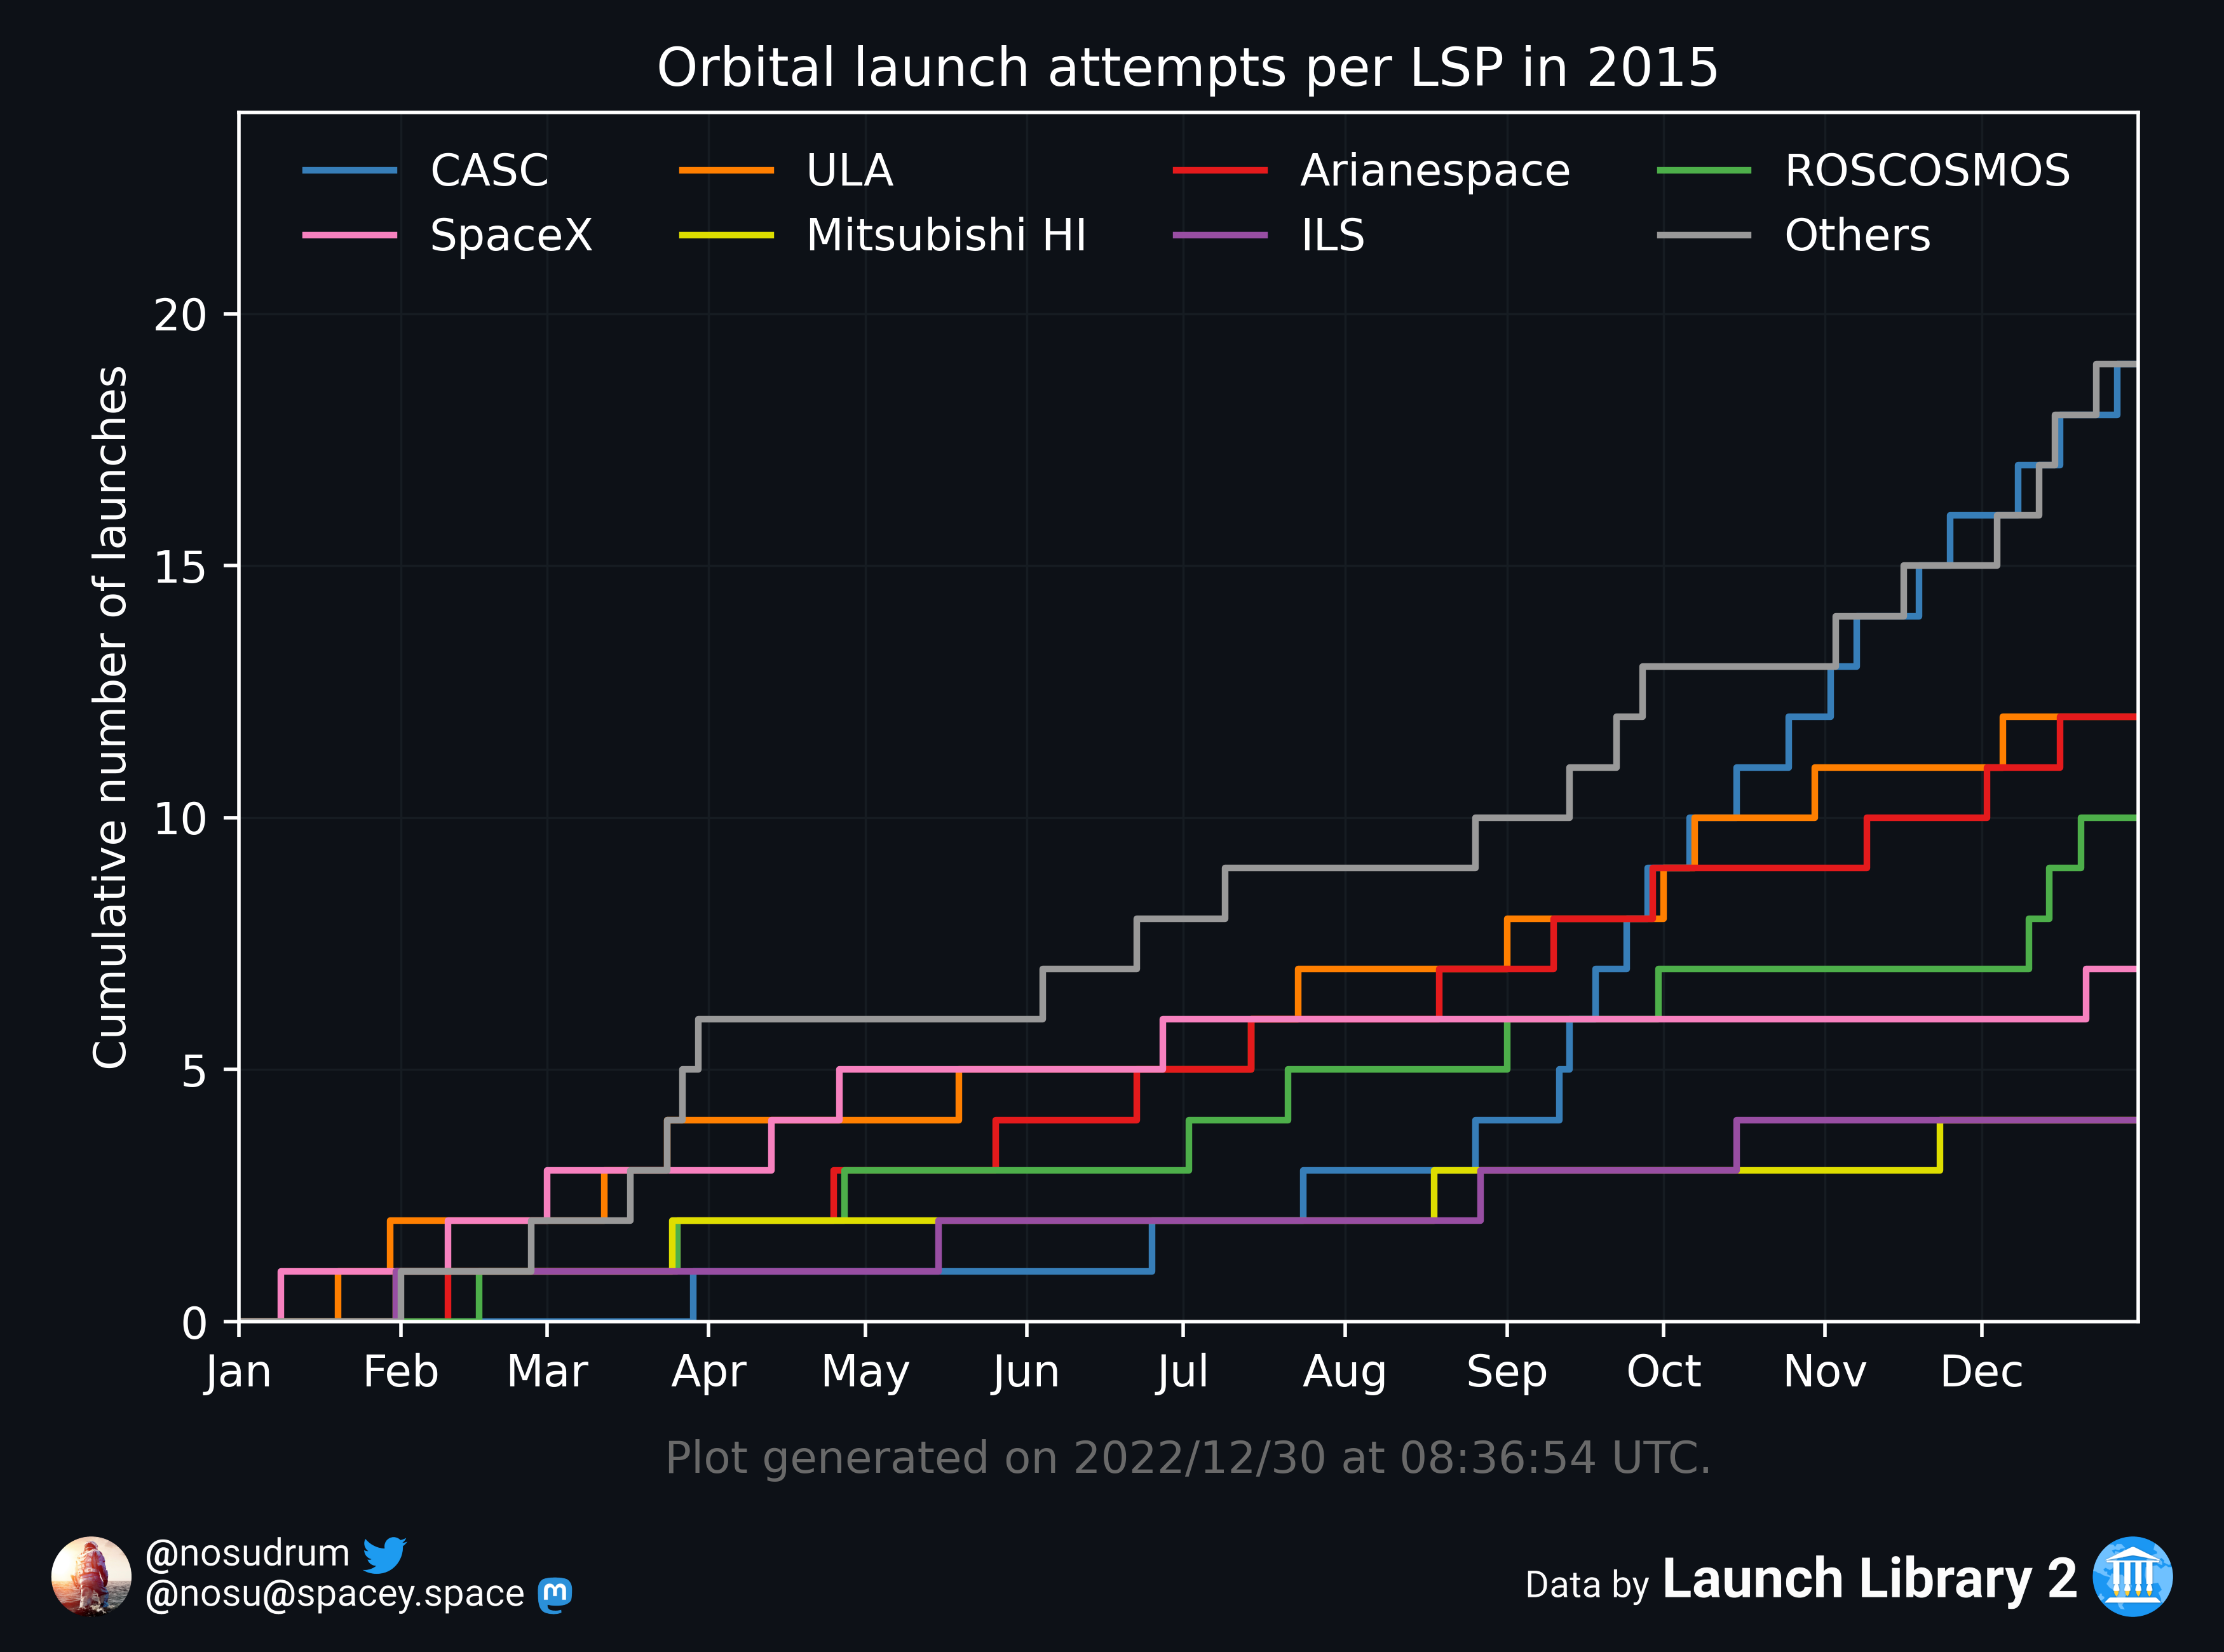 Orbital launch attempts per LSP in 2015
CASC ULA Arianespace ROSCOSMOS
SpaceX Mitsubishi HI ILS Others
Cumulative number of launches
20
15
10
5
0
Jan Feb Mar Apr May Jun Jul Aug Sep Oct Nov Dec
Plot generated on 2022/12/30 at 08:36:54 UTC.
@nosudrum
@nosu@spacey.space
Data by Launch Library 2